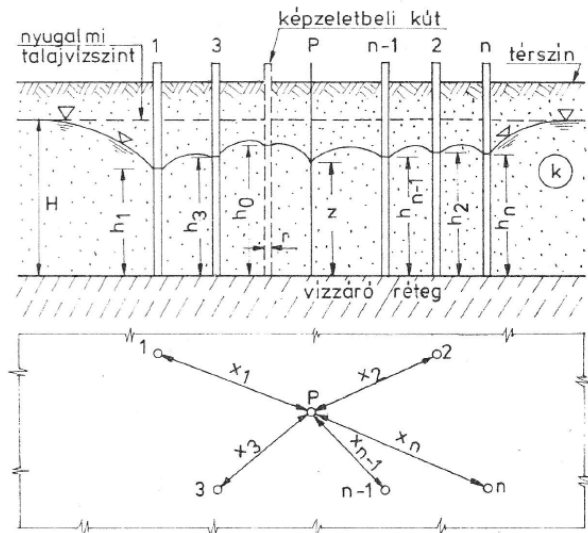 képzeletbeli kút
nyugalmi
talajvízszint
1
3
P
n-1
2
n
térszín
H
h1
h3
h0
r
z
hn-1
h2
hn
k
vízzáró réteg
1
2
x1
x2
P
x3
xn-1
xn
3
n-1
n